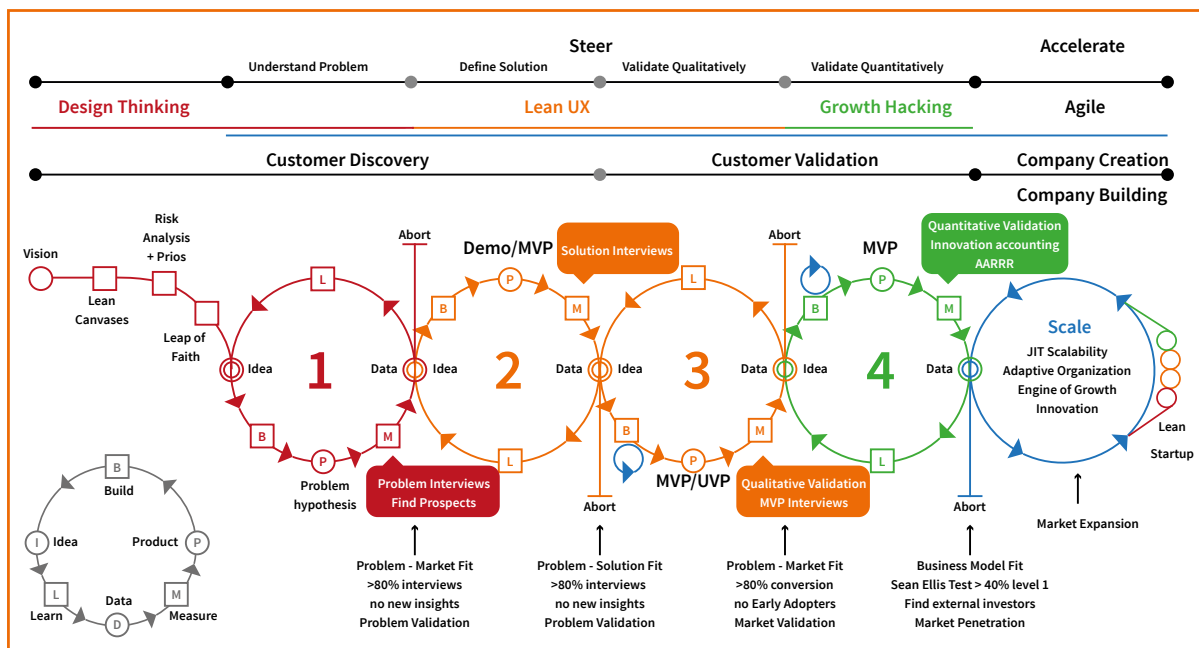 Steer
Accelerate
Understand Problem
Define Solution
Validate Qualitatively
Validate Quantitatively
Design Thinking
Lean UX
Growth Hacking
Agile
Customer Discovery
Customer Validation
Company Creation
Company Building
Vision
Lean
Canvases
Risk
Analysis
+ Prios
Leap of
Faith
Idea
1
L
B
P
M
Problem
hypothesis
Problem Interviews
Find Prospects
Abort
Data
Idea
Demo/MVP
B
P
M
Solution Interviews
2
L
Data
Idea
Abort
L
3
B
P
M
MVP/UVP
Qualitative Validation
MVP Interviews
Abort
Data
Idea
MVP
B
P
M
Quantitative Validation
Innovation accounting
AARRR
4
L
Data
Abort
Scale
JIT Scalability
Adaptive Organization
Engine of Growth
Innovation
Lean
Startup
Market Expansion
B
Build
I
Idea
Product
P
L
Learn
Data
D
M
Measure
Problem - Market Fit
>80% interviews
no new insights
Problem Validation
Problem - Solution Fit
>80% interviews
no new insights
Problem Validation
Problem - Market Fit
>80% conversion
no Early Adopters
Market Validation
Business Model Fit
Sean Ellis Test > 40% level 1
Find external investors
Market Penetration